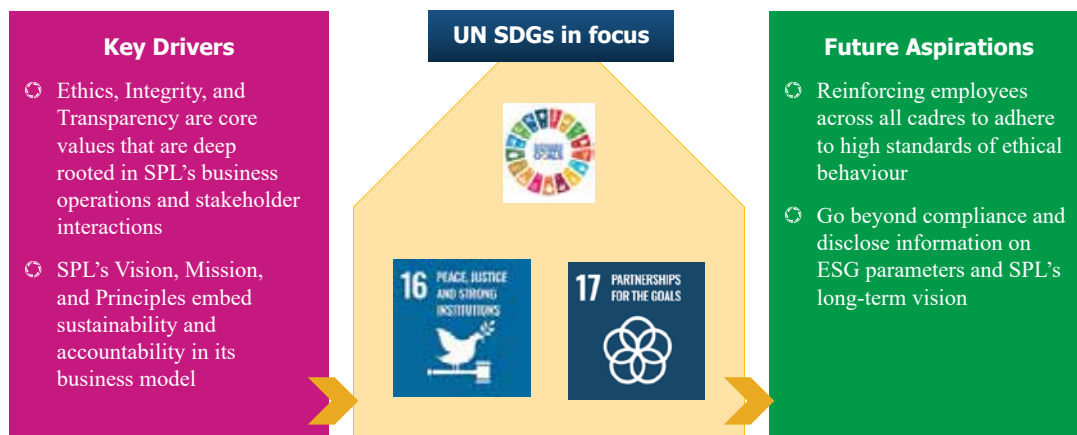 Key Drivers
Ethics, Integrity, and
Transparency are core
values that are deep
rooted in SPL's business
operations and stakeholder
interactions
SPL's Vision, Mission,
and Principles embed
sustainability and
accountability in its
business model
UN SDGs in focus
16 PEACE, JUSTICE
AND STRONG
INSTITUTIONS
17 PARTNERSHIPS
FOR THE GOALS
Future Aspirations
Reinforcing employees
across all cadres to adhere
to high standards of ethical
behaviour
Go beyond compliance and
disclose information on
ESG parameters and SPL's
long-term vision